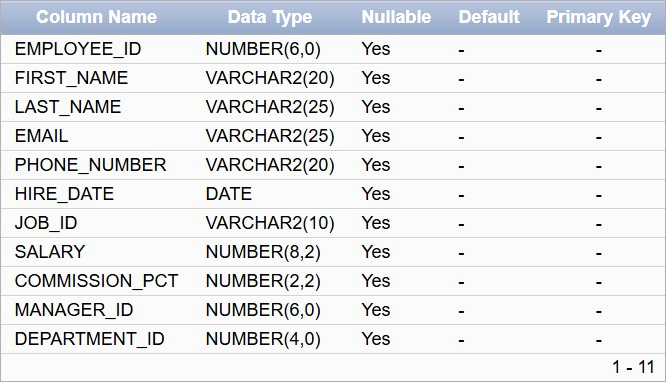 Column Name Data Type Nullable Default Primary Key
EMPLOYEE_ID NUMBER(6,0) Yes - -
FIRST_NAME VARCHAR2(20) Yes - -
LAST_NAME VARCHAR2(25) Yes - -
EMAIL VARCHAR2(25) Yes - -
PHONE_NUMBER VARCHAR2(20) Yes - -
HIRE_DATE DATE Yes - -
JOB_ID VARCHAR2(10) Yes - -
SALARY NUMBER(8,2) Yes - -
COMMISSION_PCT NUMBER(2,2) Yes - -
MANAGER_ID NUMBER(6,0) Yes - -
DEPARTMENT_ID NUMBER(4,0) Yes - -
1 - 11